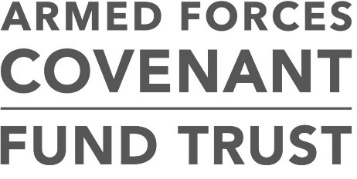 ARMED FORCES
COVENANT
FUND TRUST